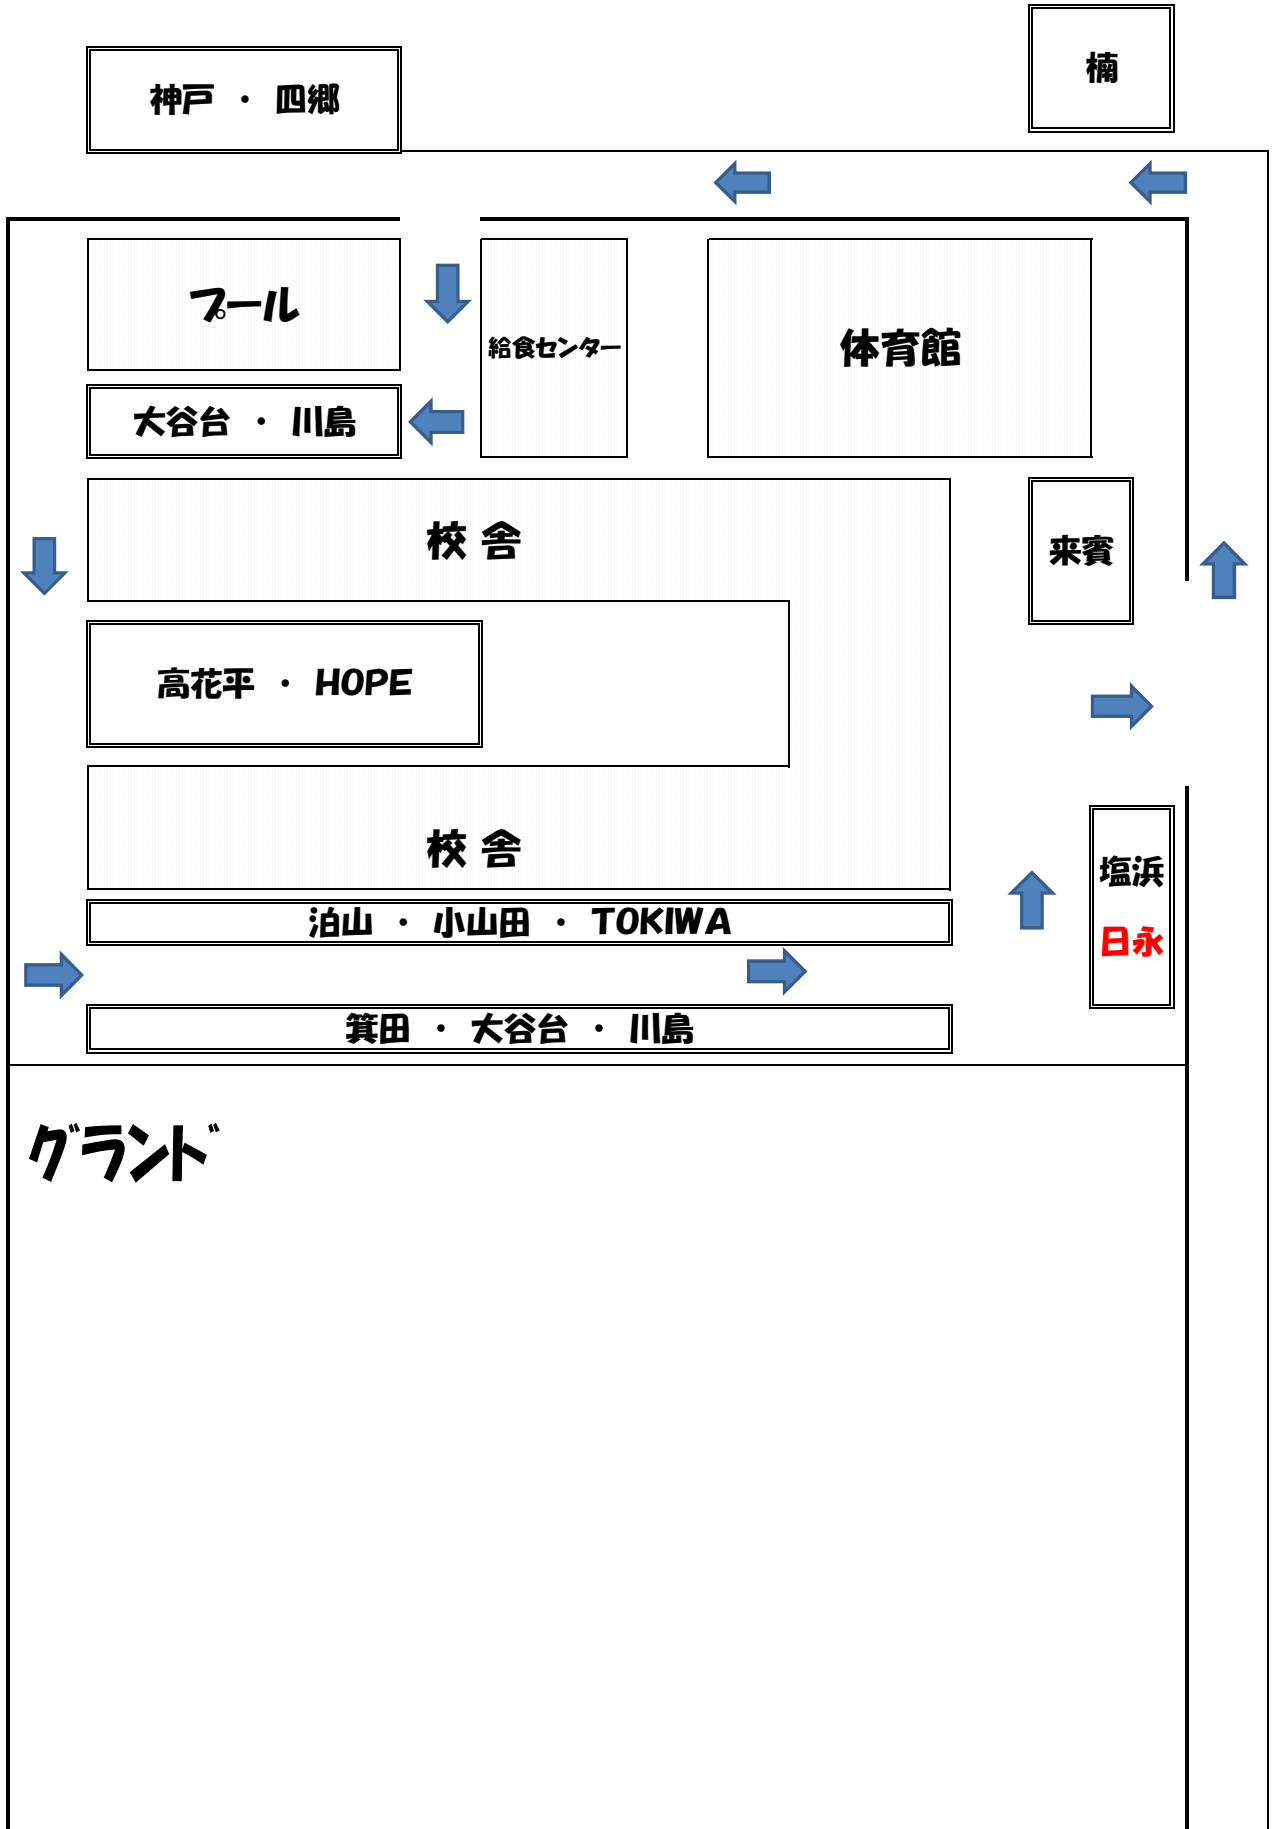 楠
神戸 ・ 四郷
プール
給食センター
体育館
大谷台 ・ 川島
校 舎
来賓
高花平 ・ HOPE
校 舎
塩浜
日永
泊山 ・ 小山田 ・ TOKIWA
箕田 ・ 大谷台 ・ 川島
グランド